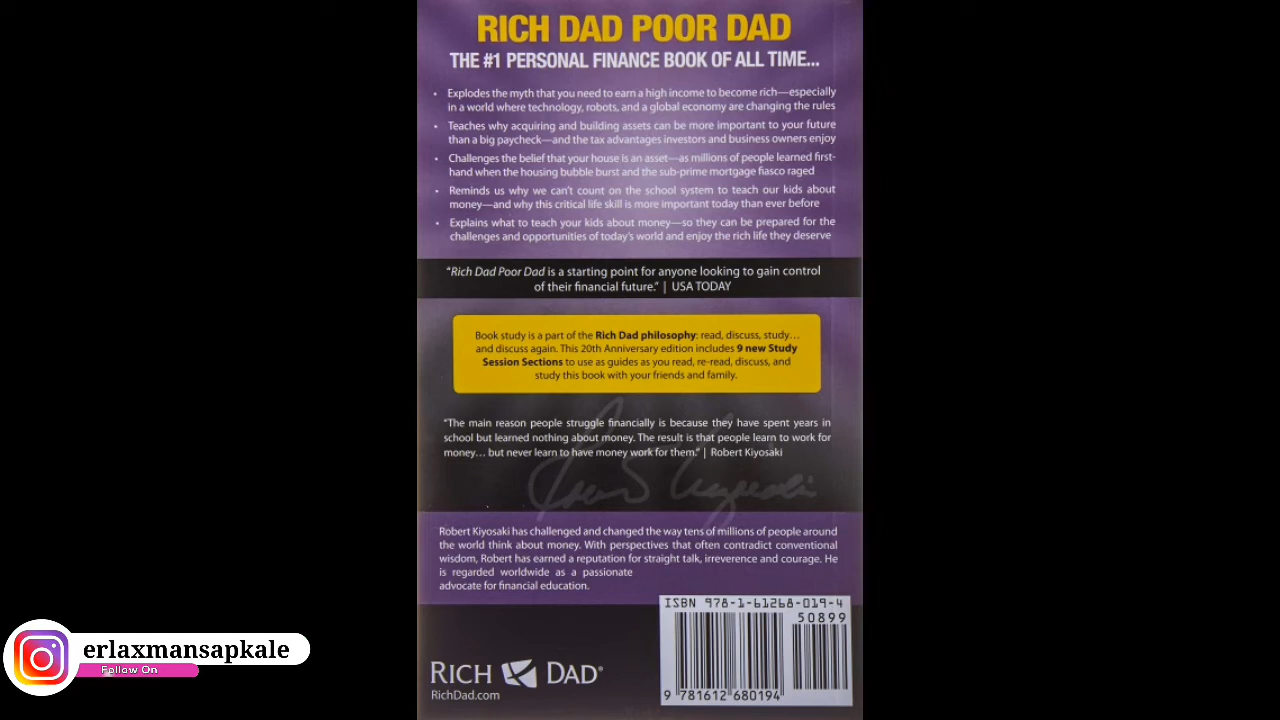 RICH DAD POOR DAD
THE #1 PERSONAL FINANCE BOOK OF ALL TIME...
• Explodes the myth that you need to earn a high income to become rich—especially
in a world where technology, robots, and a global economy are changing the rules
• Teaches why acquiring and building assets can be more important to your future
than a big paycheck—and the tax advantages investors and business owners enjoy
• Challenges the belief that your house is an asset—as millions of people learned first-
hand when the housing bubble burst and the sub-prime mortgage fiasco raged
• Reminds us why we can't count on the school system to teach our kids about
money—and why this critical life skill is more important today than ever before
• Explains what to teach your kids about money—so they can be prepared for the
challenges and opportunities of today's world and enjoy the rich life they deserve
"Rich Dad Poor Dad is a starting point for anyone looking to gain control
of their financial future." | USA TODAY
Book study is a part of the Rich Dad philosophy: read, discuss, study...
and discuss again. This 20th Anniversary edition includes 9 new Study
Session Sections to use as guides as you read, re-read, discuss, and
study this book with your friends and family.
"The main reason people struggle financially is because they have spent years in
school but learned nothing about money. The result is that people learn to work for
money... but never learn to have money work for them." | Robert Kiyosaki
Robert Kiyosaki has challenged and changed the way tens of millions of people around
the world think about money. With perspectives that often contradict conventional
wisdom, Robert has earned a reputation for straight talk, irreverence and courage. He
is regarded worldwide as a passionate
advocate for financial education.
ISBN 978-1-61268-019-4
50899
9 781612 680194
RICH DAD®
RichDad.com
erlaxmansapkale
Follow On